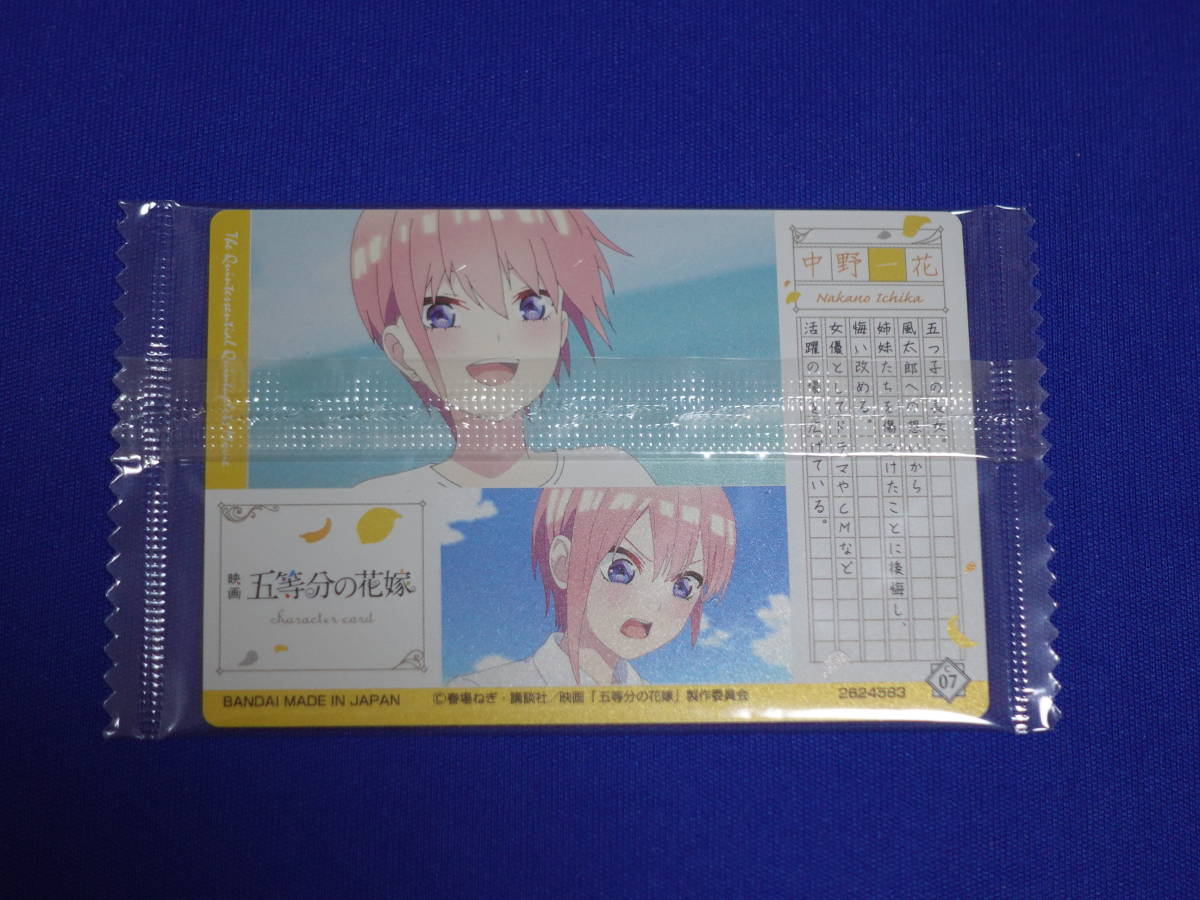 The Quintessential Quintuplets Movie
中野一花
Nakano Ichika
五つ子の長女。
風太郎への想いから
姉妹たちを傷つけたことに後悔し、
悔い改める。
女優としてドラマやCMなど
活躍の場を広げている。
映画 五等分の花嫁
character card
BANDAI MADE IN JAPAN
©春場ねぎ・講談社／映画「五等分の花嫁」製作委員会
2624583
C
07